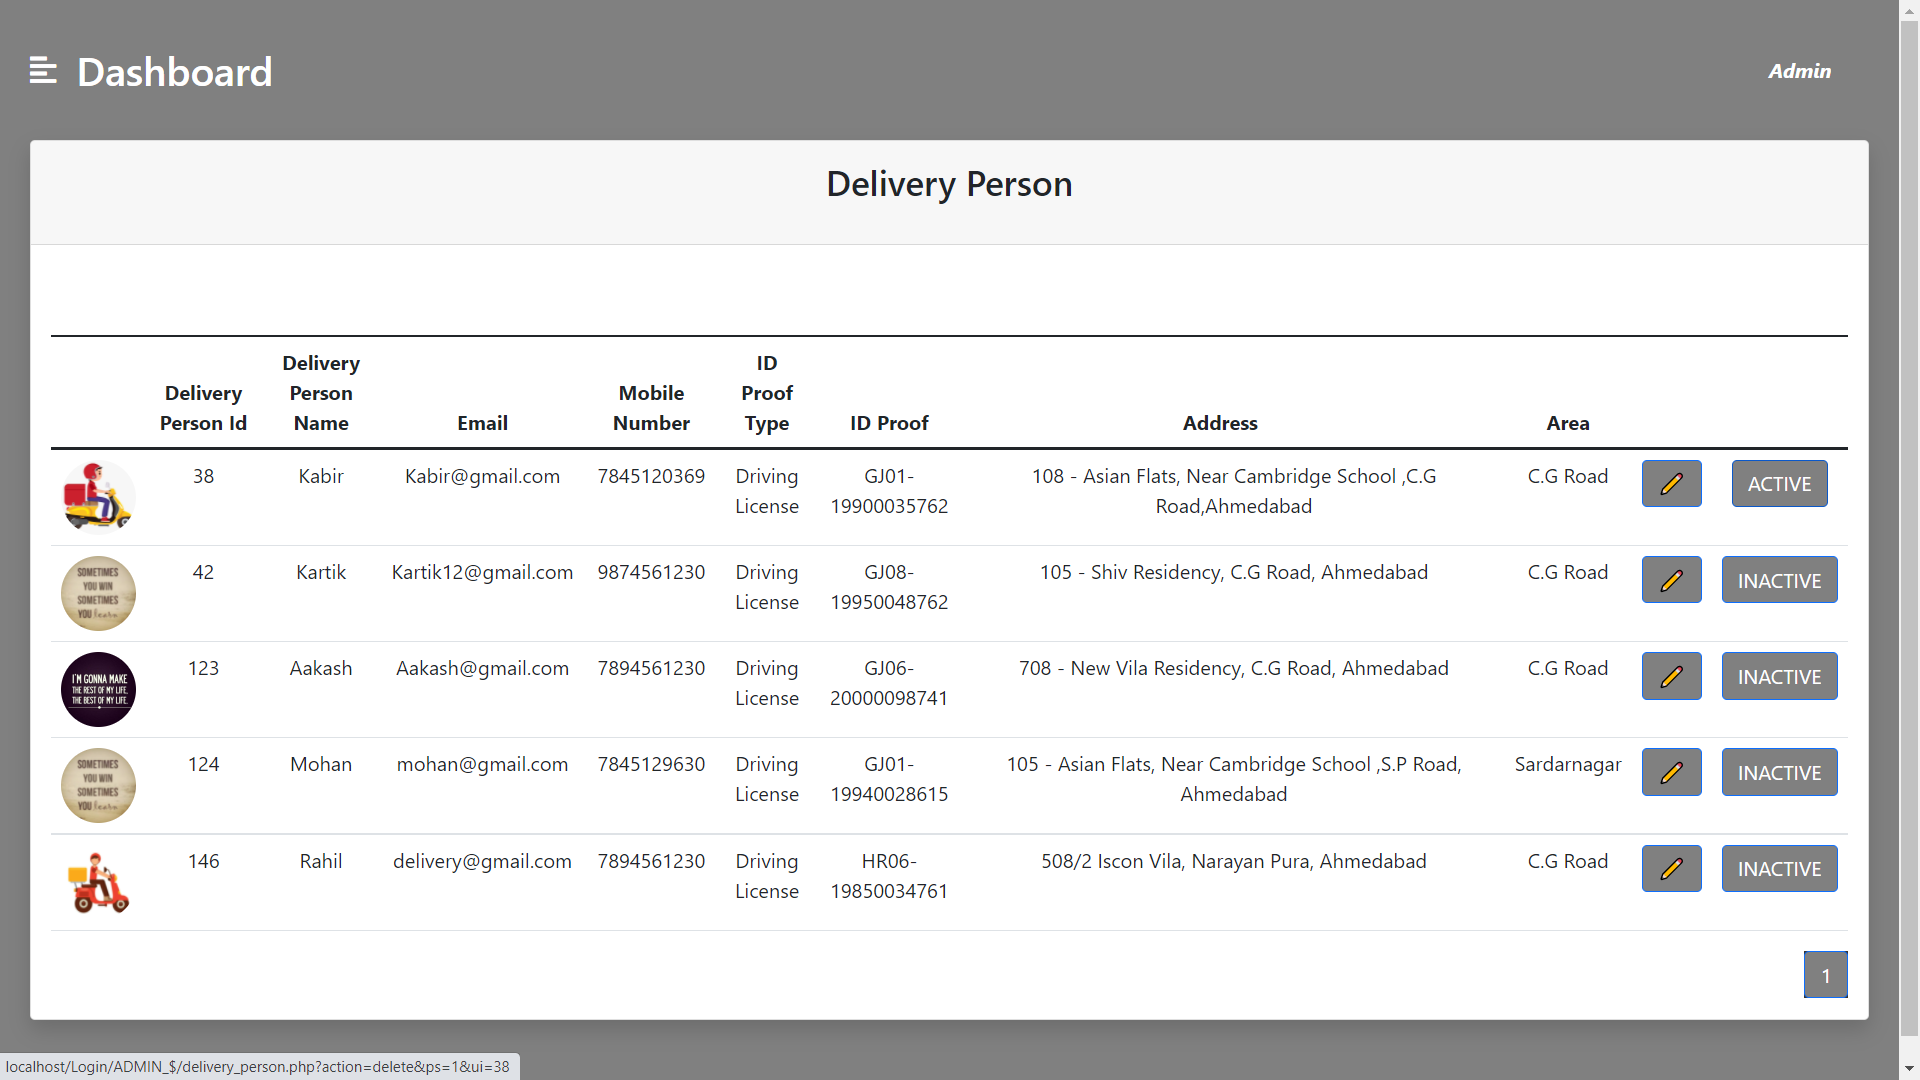 Dashboard
Admin
Delivery Person
Delivery Person Id
Delivery Person Name
Email
Mobile Number
ID Proof Type
ID Proof
Address
Area
38
Kabir
Kabir@gmail.com
7845120369
Driving License
GJ01-
19900035762
108 - Asian Flats, Near Cambridge School ,C.G
Road,Ahmedabad
C.G Road
ACTIVE
SOMETIMES
YOU WIN
SOMETIMES
YOU learn
42
Kartik
Kartik12@gmail.com
9874561230
Driving License
GJ08-
19950048762
105 - Shiv Residency, C.G Road, Ahmedabad
C.G Road
INACTIVE
I'M GONNA MAKE
THE REST OF MY LIFE,
THE BEST OF MY LIFE.
123
Aakash
Aakash@gmail.com
7894561230
Driving License
GJ06-
20000098741
708 - New Vila Residency, C.G Road, Ahmedabad
C.G Road
INACTIVE
SOMETIMES
YOU WIN
SOMETIMES
YOU learn
124
Mohan
mohan@gmail.com
7845129630
Driving License
GJ01-
19940028615
105 - Asian Flats, Near Cambridge School ,S.P Road,
Ahmedabad
Sardarnagar
INACTIVE
146
Rahil
delivery@gmail.com
7894561230
Driving License
HR06-
19850034761
508/2 Iscon Vila, Narayan Pura, Ahmedabad
C.G Road
INACTIVE
1
localhost/Login/ADMIN_$/delivery_person.php?action=delete&ps=1&ui=38